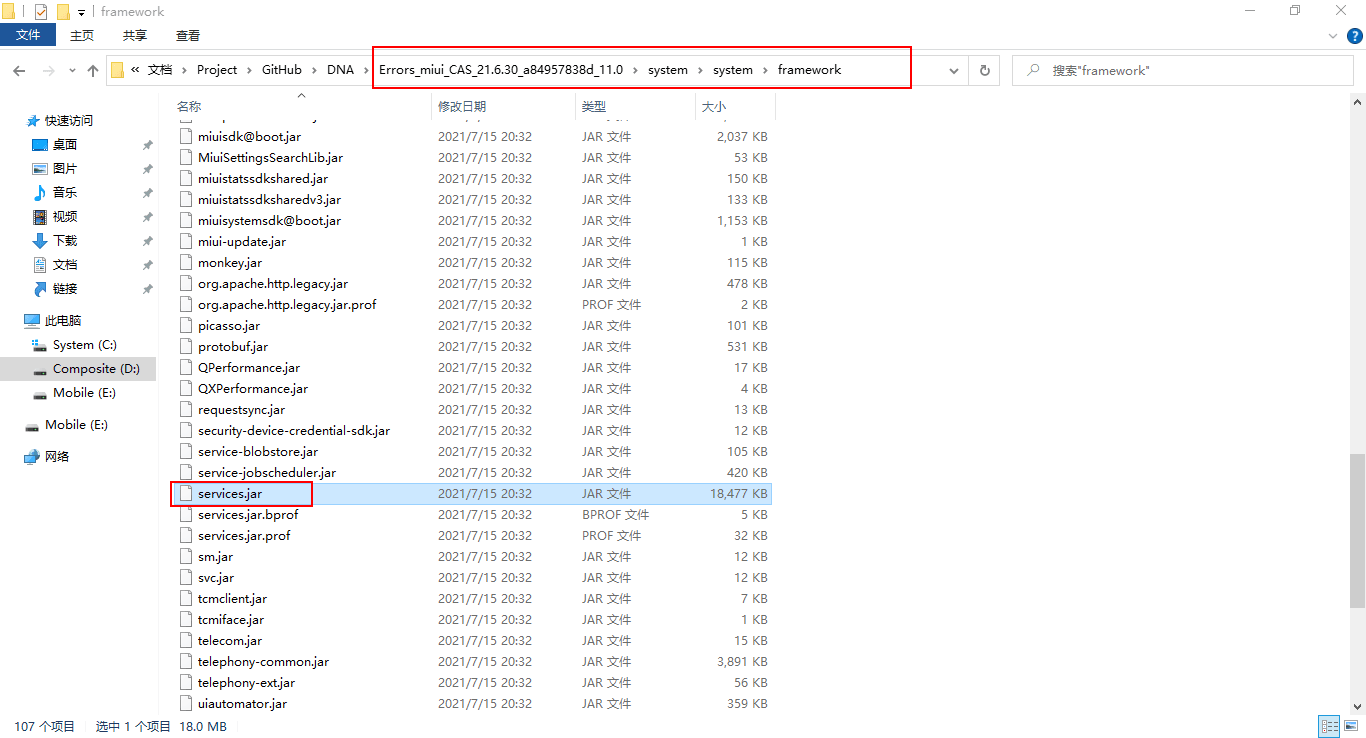 framework
文件 主页 共享 查看
« 文档 › Project › GitHub › DNA › Errors_miui_CAS_21.6.30_a84957838d_11.0 › system › system › framework
搜索"framework"
快速访问
桌面
图片
音乐
视频
下载
文档
链接
此电脑
System (C:)
Composite (D:)
Mobile (E:)
Mobile (E:)
网络
名称 修改日期 类型 大小
miuisdk@boot.jar 2021/7/15 20:32 JAR 文件 2,037 KB
MiuiSettingsSearchLib.jar 2021/7/15 20:32 JAR 文件 53 KB
miuistatssdkshared.jar 2021/7/15 20:32 JAR 文件 150 KB
miuistatssdksharedv3.jar 2021/7/15 20:32 JAR 文件 133 KB
miuisystemsdk@boot.jar 2021/7/15 20:32 JAR 文件 1,153 KB
miui-update.jar 2021/7/15 20:32 JAR 文件 1 KB
monkey.jar 2021/7/15 20:32 JAR 文件 115 KB
org.apache.http.legacy.jar 2021/7/15 20:32 JAR 文件 478 KB
org.apache.http.legacy.jar.prof 2021/7/15 20:32 PROF 文件 2 KB
picasso.jar 2021/7/15 20:32 JAR 文件 101 KB
protobuf.jar 2021/7/15 20:32 JAR 文件 531 KB
QPerformance.jar 2021/7/15 20:32 JAR 文件 17 KB
QXPerformance.jar 2021/7/15 20:32 JAR 文件 4 KB
requestsync.jar 2021/7/15 20:32 JAR 文件 13 KB
security-device-credential-sdk.jar 2021/7/15 20:32 JAR 文件 12 KB
service-blobstore.jar 2021/7/15 20:32 JAR 文件 105 KB
service-jobscheduler.jar 2021/7/15 20:32 JAR 文件 420 KB
services.jar 2021/7/15 20:32 JAR 文件 18,477 KB
services.jar.bprof 2021/7/15 20:32 BPROF 文件 5 KB
services.jar.prof 2021/7/15 20:32 PROF 文件 32 KB
sm.jar 2021/7/15 20:32 JAR 文件 12 KB
svc.jar 2021/7/15 20:32 JAR 文件 12 KB
tcmclient.jar 2021/7/15 20:32 JAR 文件 7 KB
tcmiface.jar 2021/7/15 20:32 JAR 文件 1 KB
telecom.jar 2021/7/15 20:32 JAR 文件 15 KB
telephony-common.jar 2021/7/15 20:32 JAR 文件 3,891 KB
telephony-ext.jar 2021/7/15 20:32 JAR 文件 56 KB
uiautomator.jar 2021/7/15 20:32 JAR 文件 359 KB
107 个项目 选中 1 个项目 18.0 MB